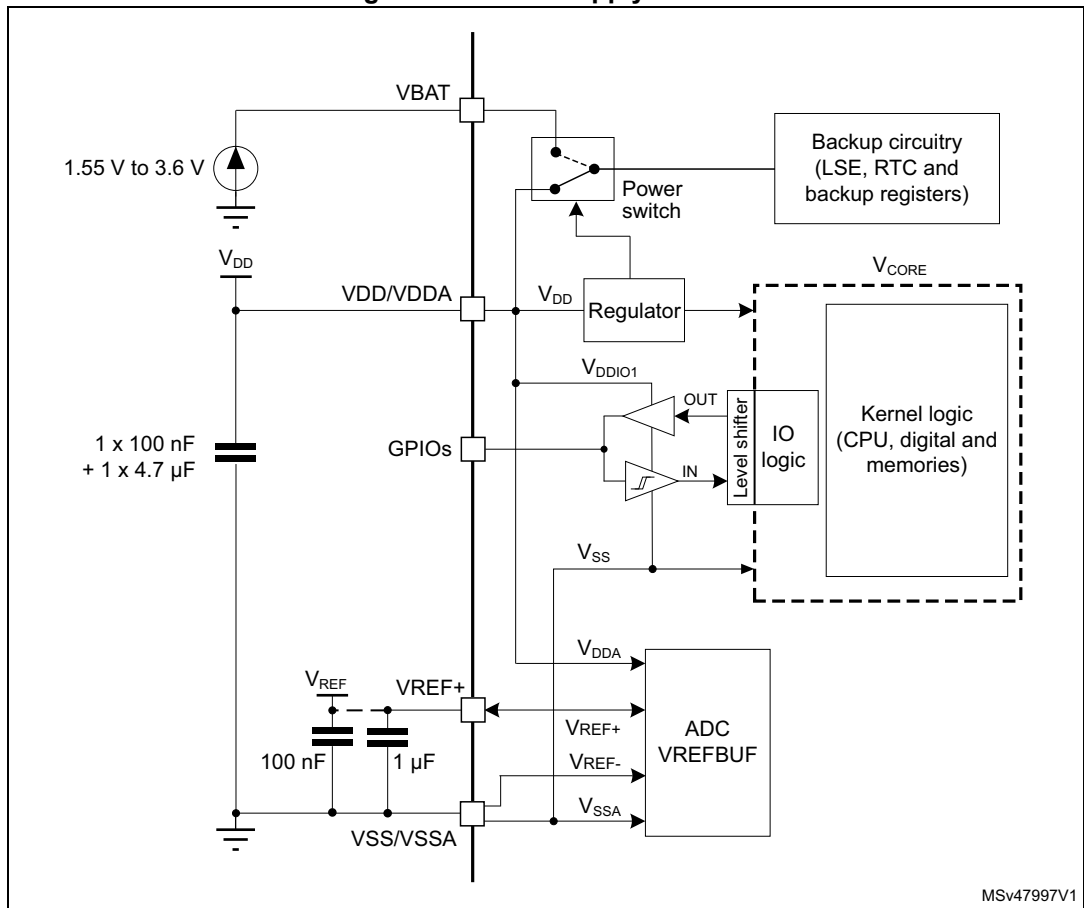 VBAT
1.55 V to 3.6 V
Power
switch
Backup circuitry
(LSE, RTC and
backup registers)
VDD
VDD/VDDA
VDD
Regulator
VCORE
VDDIO1
OUT
GPIOs
IN
Level shifter
IO
logic
Kernel logic
(CPU, digital and
memories)
1 x 100 nF
+ 1 x 4.7 µF
VSS
VDDA
VREF
VREF+
VREF+
100 nF
1 µF
VREF-
VSSA
ADC
VREFBUF
VSS/VSSA
MSv47997V1